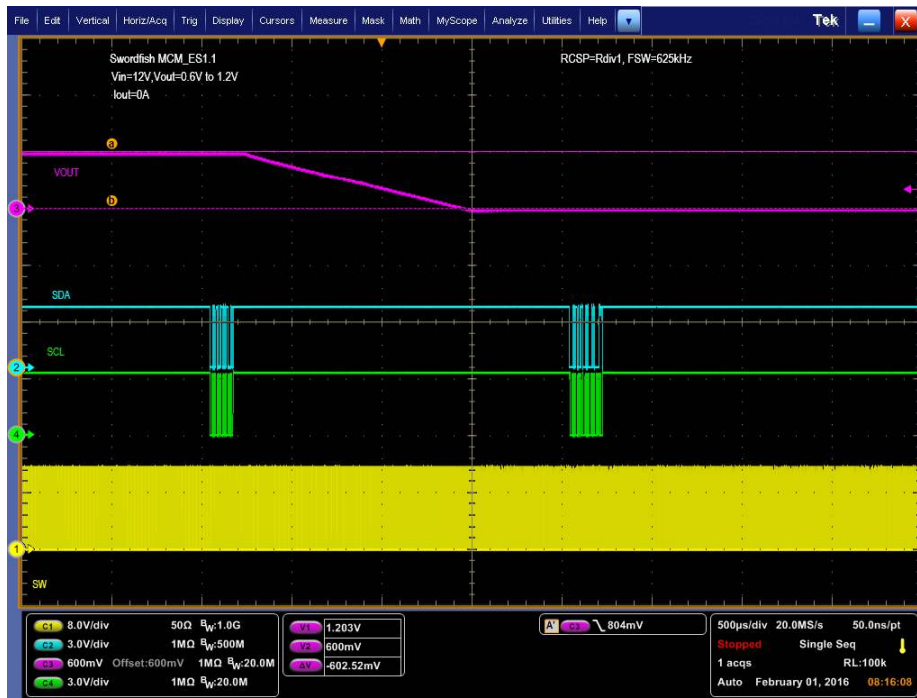 File Edit Vertical Horiz/Acq Trig Display Cursors Measure Mask Math MyScope Analyze Utilities Help Tek X
Swordfish MCM_ES1.1 RCSP=Rdiv1, FSW=625kHz
Vin=12V,Vout=0.6V to 1.2V
Iout=0A
a
VOUT
b
3
SDA
SCL
2
4
1
SW
C1 8.0V/div 50Ω BW:1.0G
C2 3.0V/div 1MΩ BW:500M
C3 600mV Offset:600mV 1MΩ BW:20.0M
C4 3.0V/div 1MΩ BW:20.0M
V1 1.203V
V2 600mV
ΔV -602.52mV
A' C3 804mV
500µs/div 20.0MS/s 50.0ns/pt
Stopped Single Seq
1 acqs RL:100k
Auto February 01, 2016 08:16:08